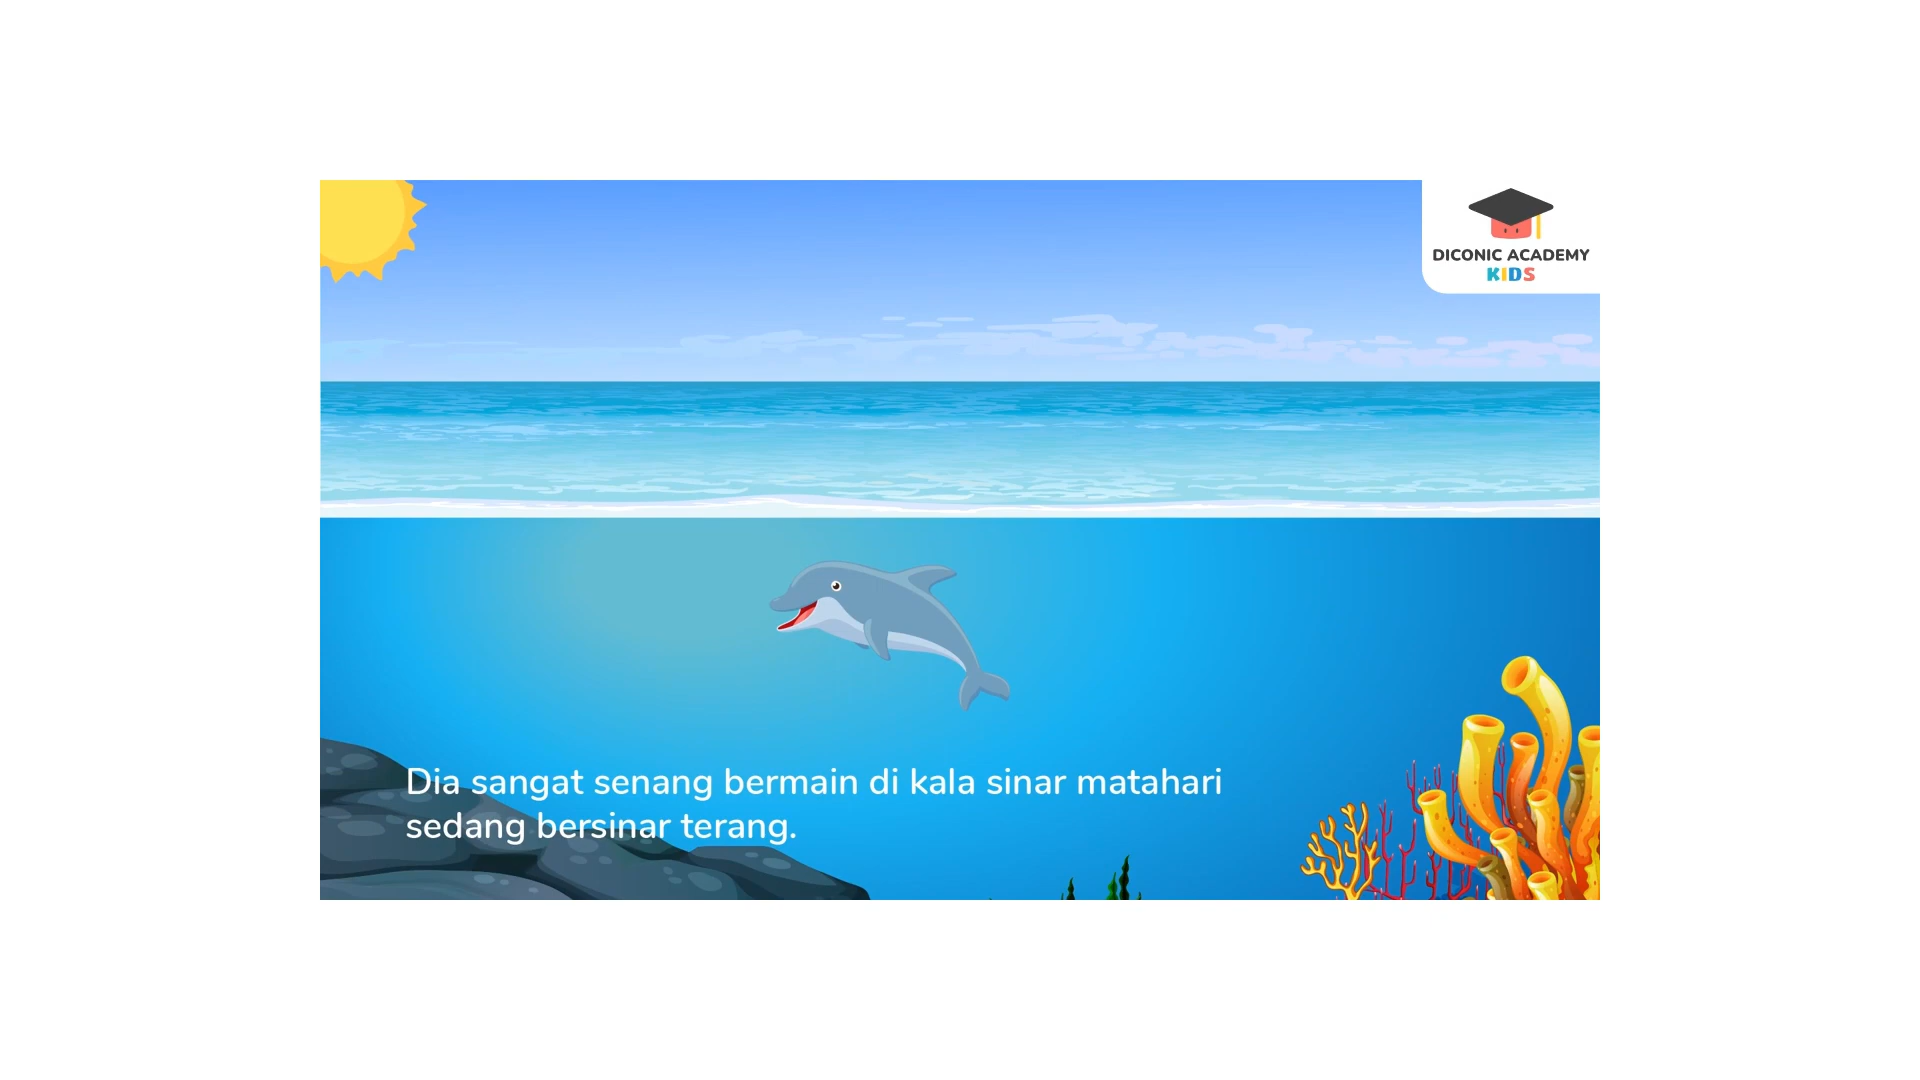 DICONIC ACADEMY
KIDS
Dia sangat senang bermain di kala sinar matahari
sedang bersinar terang.